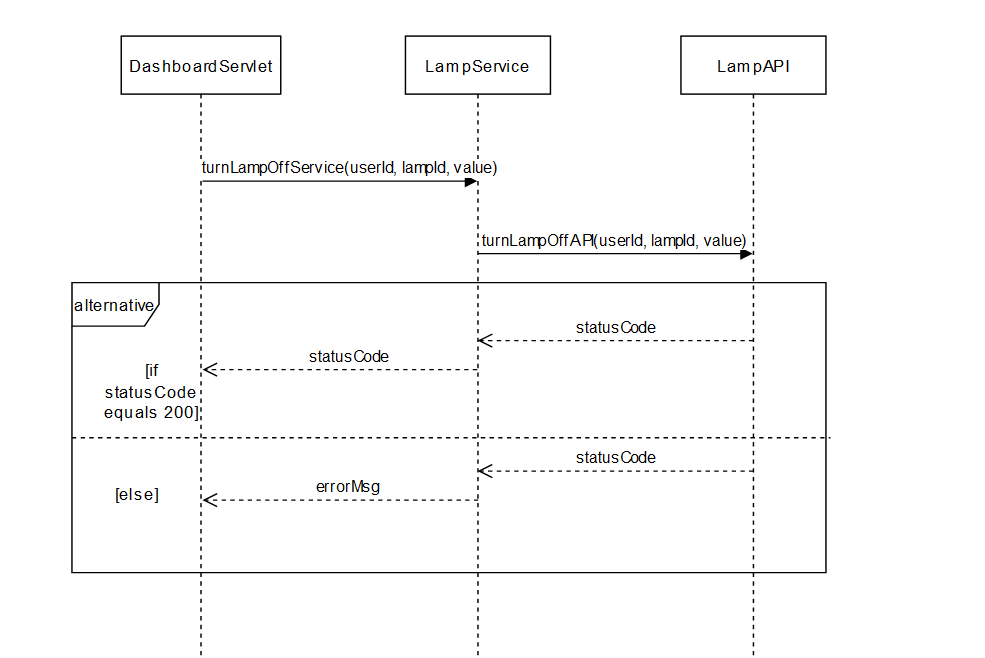 DashboardServlet
LampService
LampAPI
turnLampOffService(userId, lampId, value)
turnLampOffAPI(userId, lampId, value)
alternative
statusCode
statusCode
[if
statusCode
equals 200]
statusCode
errorMsg
[else]